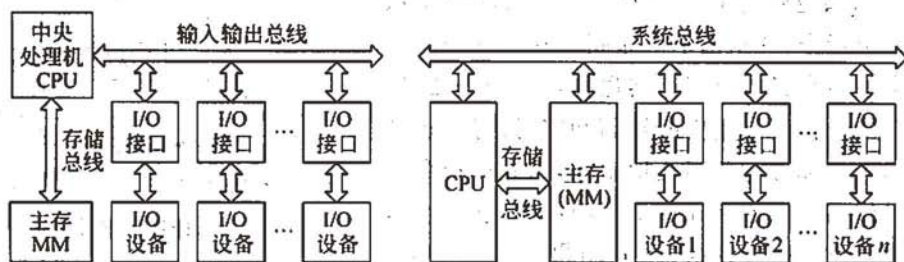 中央
处理机
CPU
输入输出总线
存储
总线
I/O
接口
I/O
接口
…
I/O
接口
主存
MM
I/O
设备
I/O
设备
…
I/O
设备
系统总线
CPU
存储
总线
主存
(MM)
I/O
接口
I/O
接口
…
I/O
接口
I/O
设备1
I/O
设备2
…
I/O
设备n